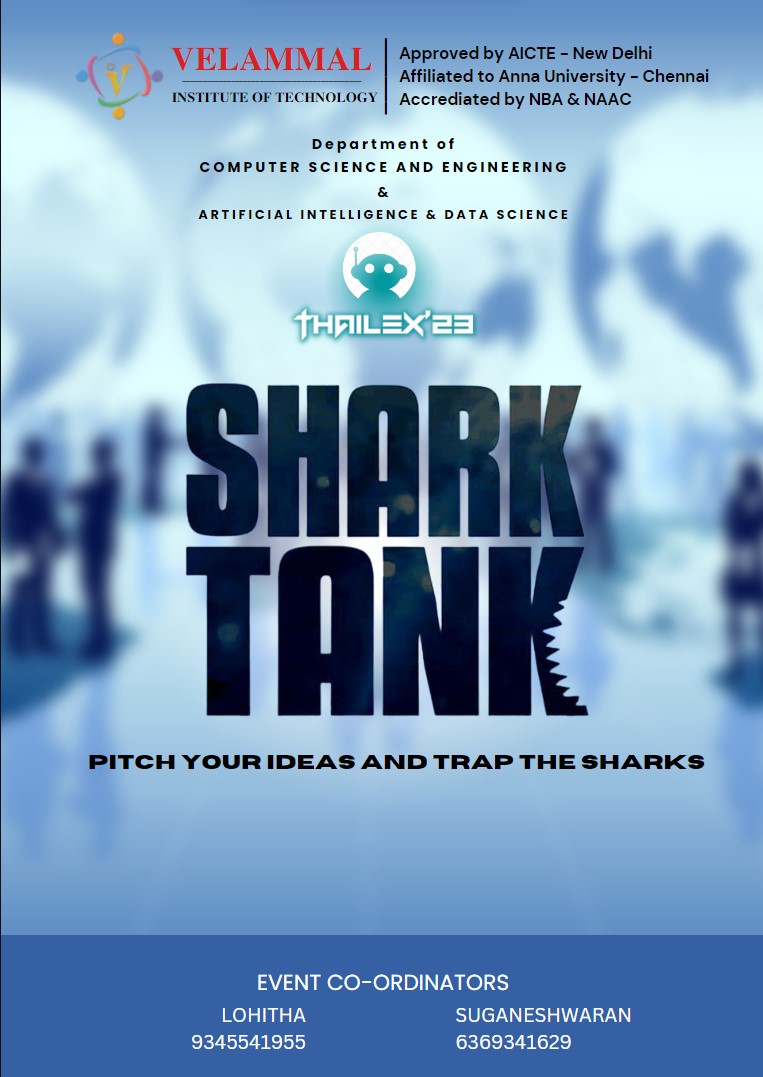 VELAMMAL
INSTITUTE OF TECHNOLOGY
Approved by AICTE - New Delhi
Affiliated to Anna University - Chennai
Accrediated by NBA & NAAC
Department of
COMPUTER SCIENCE AND ENGINEERING
&
ARTIFICIAL INTELLIGENCE & DATA SCIENCE
THAILEX'23
SHARK
TANK
PITCH YOUR IDEAS AND TRAP THE SHARKS
EVENT CO-ORDINATORS
LOHITHA
9345541955
SUGANESHWARAN
6369341629